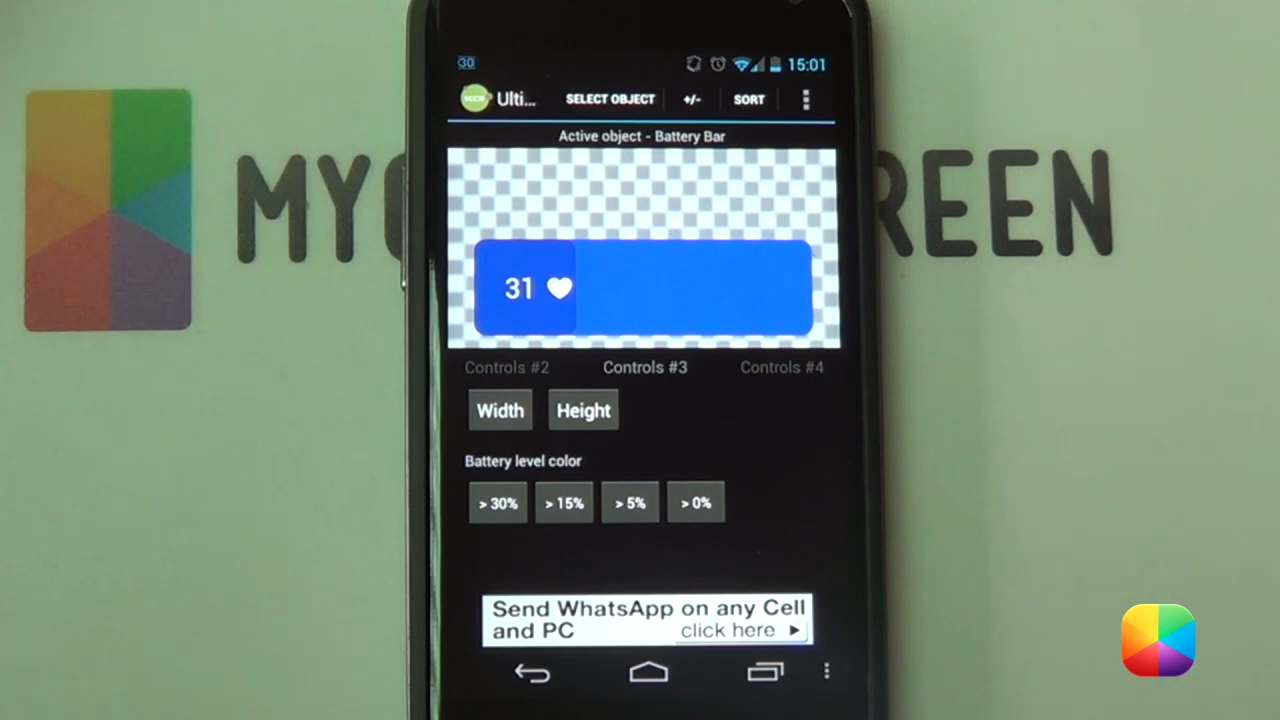 30
15:01
Ulti...
SELECT OBJECT
+/-
SORT
Active object - Battery Bar
MYC
REEN
31
Controls #2
Controls #3
Controls #4
Width
Height
Battery level color
> 30%
> 15%
> 5%
> 0%
Send WhatsApp on any Cell
and PC
click here